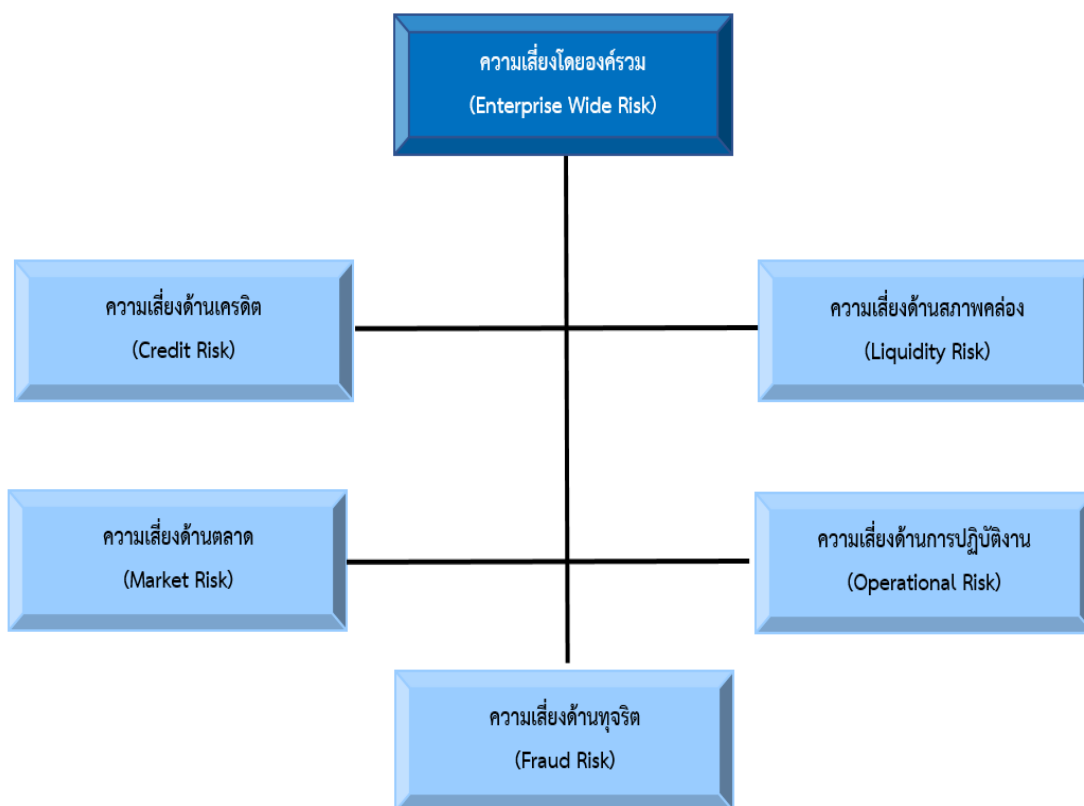 ความเสี่ยงโดยองค์รวม
(Enterprise Wide Risk)
ความเสี่ยงด้านเครดิต
(Credit Risk)
ความเสี่ยงด้านสภาพคล่อง
(Liquidity Risk)
ความเสี่ยงด้านตลาด
(Market Risk)
ความเสี่ยงด้านการปฏิบัติงาน
(Operational Risk)
ความเสี่ยงด้านทุจริต
(Fraud Risk)